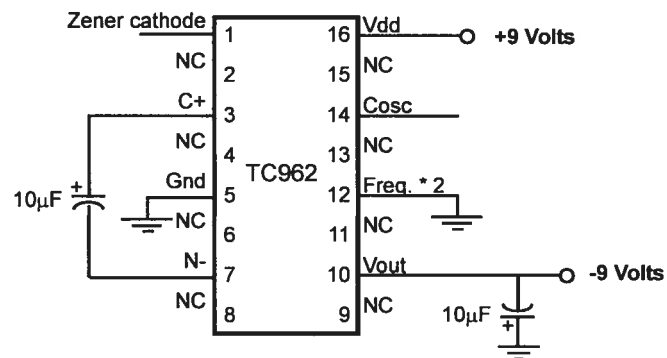 Zener cathode 1 16 Vdd +9 Volts
NC 2 15 NC
C+ 3 14 Cosc
NC 4 13 NC
10µF + Gnd 5 TC962 12 Freq. * 2
NC 6 11 NC
N- 7 10 Vout -9 Volts
NC 8 9 NC 10µF +